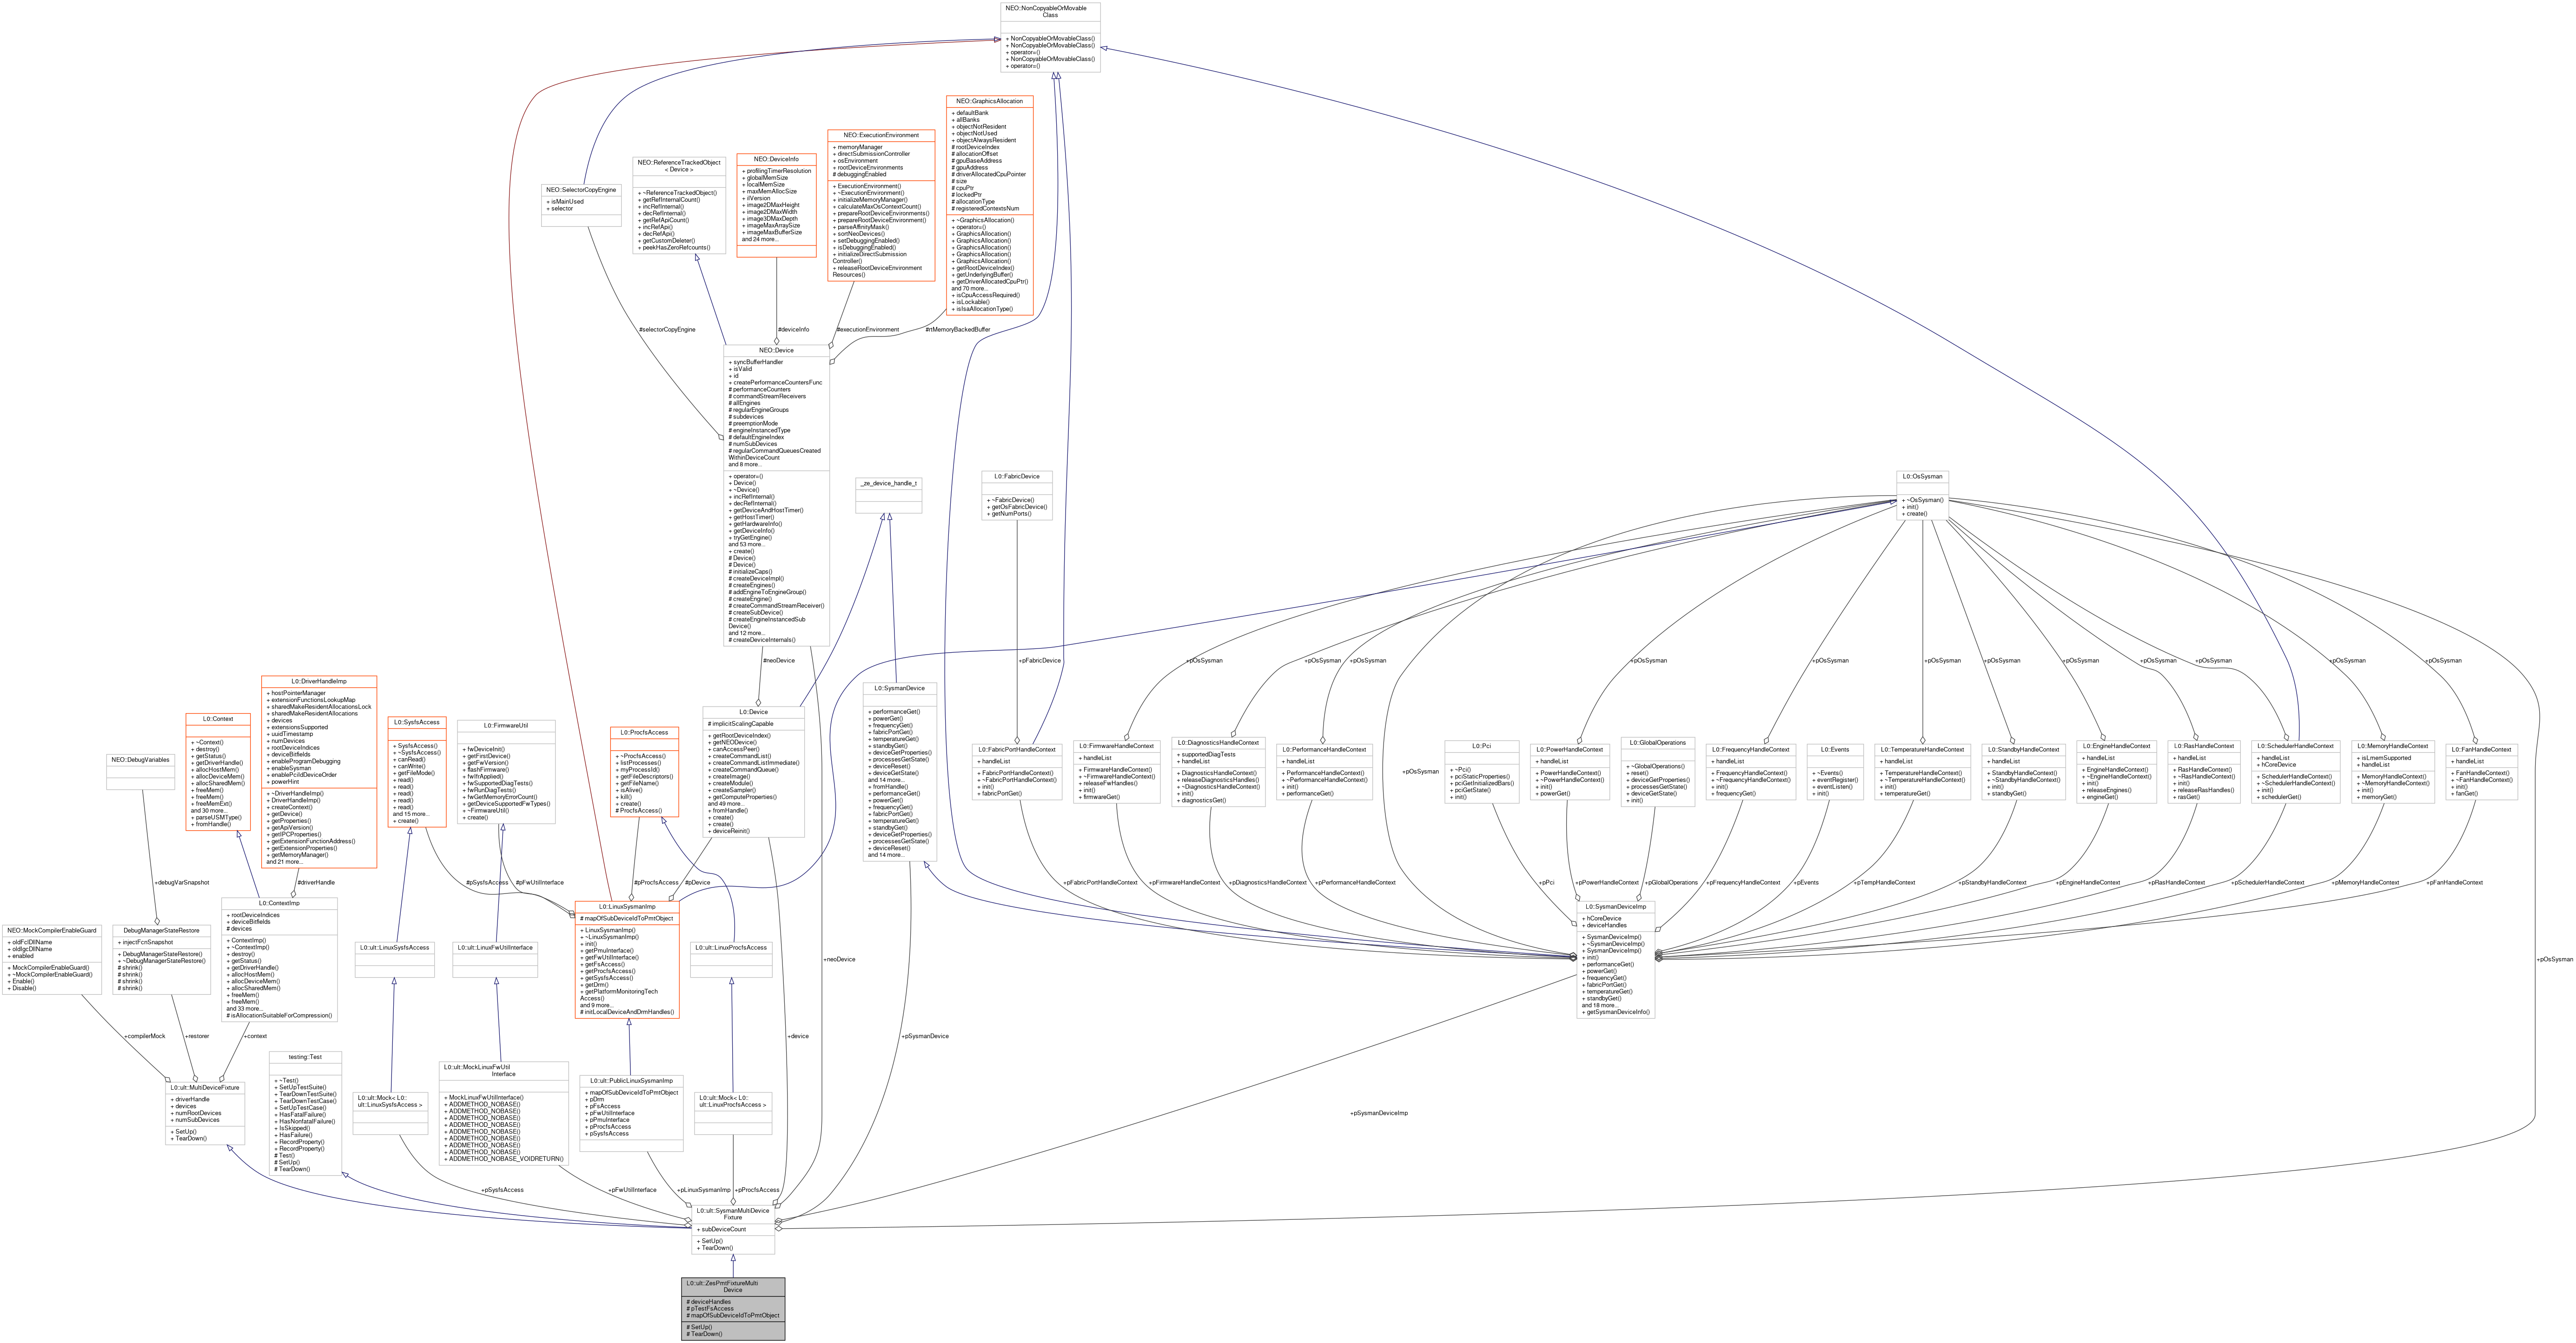 NEO::NonCopyableOrMovable
Class
+ NonCopyableOrMovableClass()
+ NonCopyableOrMovableClass()
+ operator=()
+ NonCopyableOrMovableClass()
+ operator=()
NEO::GraphicsAllocation
+ defaultBank
+ allBanks
+ objectNotResident
+ objectNotUsed
+ objectAlwaysResident
# rootDeviceIndex
# allocationOffset
# gpuBaseAddress
# gpuAddress
# driverAllocatedCpuPointer
# size
# cpuPtr
# lockedPtr
# allocationType
# registeredContextsNum
+ ~GraphicsAllocation()
+ operator=()
+ GraphicsAllocation()
+ GraphicsAllocation()
+ GraphicsAllocation()
+ GraphicsAllocation()
+ GraphicsAllocation()
+ getRootDeviceIndex()
+ getUnderlyingBuffer()
+ getDriverAllocatedCpuPtr()
and 70 more...
+ isCpuAccessRequired()
+ isLockable()
+ isIsaAllocationType()
NEO::ExecutionEnvironment
+ memoryManager
+ directSubmissionController
+ osEnvironment
+ rootDeviceEnvironments
# debuggingEnabled
+ ExecutionEnvironment()
+ ~ExecutionEnvironment()
+ initializeMemoryManager()
+ calculateMaxOsContextCount()
+ prepareRootDeviceEnvironments()
+ prepareRootDeviceEnvironment()
+ parseAffinityMask()
+ sortNeoDevices()
+ setDebuggingEnabled()
+ isDebuggingEnabled()
+ initializeDirectSubmission
Controller()
+ releaseRootDeviceEnvironment
Resources()
NEO::DeviceInfo
+ profilingTimerResolution
+ globalMemSize
+ localMemSize
+ maxMemAllocSize
+ ilVersion
+ image2DMaxHeight
+ image2DMaxWidth
+ image3DMaxDepth
+ imageMaxArraySize
+ imageMaxBufferSize
and 24 more...
NEO::ReferenceTrackedObject
< Device >
+ ~ReferenceTrackedObject()
+ getRefInternalCount()
+ incRefInternal()
+ decRefInternal()
+ getRefApiCount()
+ incRefApi()
+ decRefApi()
+ getCustomDeleter()
+ peekHasZeroRefcounts()
NEO::SelectorCopyEngine
+ isMainUsed
+ selector
#selectorCopyEngine
#deviceInfo
#executionEnvironment
#rtMemoryBackedBuffer
NEO::Device
+ syncBufferHandler
+ isValid
+ id
+ createPerformanceCountersFunc
# performanceCounters
# commandStreamReceivers
# allEngines
# regularEngineGroups
# subdevices
# preemptionMode
# engineInstancedType
# defaultEngineIndex
# numSubDevices
# regularCommandQueuesCreated
WithinDeviceCount
and 8 more...
+ operator=()
+ Device()
+ ~Device()
+ incRefInternal()
+ decRefInternal()
+ getDeviceAndHostTimer()
+ getHostTimer()
+ getHardwareInfo()
+ getDeviceInfo()
+ tryGetEngine()
and 53 more...
+ create()
# Device()
# Device()
# initializeCaps()
# createDeviceImpl()
# createEngines()
# addEngineToEngineGroup()
# createEngine()
# createCommandStreamReceiver()
# createSubDevice()
# createEngineInstancedSub
Device()
and 12 more...
# createDeviceInternals()
_ze_device_handle_t
L0::FabricDevice
+ ~FabricDevice()
+ getOsFabricDevice()
+ getNumPorts()
L0::OsSysman
+ ~OsSysman()
+ init()
+ create()
#neoDevice
+pFabricDevice
+pOsSysman
+pOsSysman
+pOsSysman
+pOsSysman
+pOsSysman
+pOsSysman
+pOsSysman
+pOsSysman
+pOsSysman
+pOsSysman
+pOsSysman
+pOsSysman
L0::DriverHandleImp
+ hostPointerManager
+ extensionFunctionsLookupMap
+ sharedMakeResidentAllocationsLock
+ sharedMakeResidentAllocations
+ devices
+ extensionsSupported
+ uuidTimestamp
+ numDevices
+ rootDeviceIndices
+ deviceBitfields
+ enableProgramDebugging
+ enableSysman
+ enablePciIdDeviceOrder
+ powerHint
+ ~DriverHandleImp()
+ DriverHandleImp()
+ createContext()
+ getDevice()
+ getProperties()
+ getApiVersion()
+ getIPCProperties()
+ getExtensionFunctionAddress()
+ getExtensionProperties()
+ getMemoryManager()
and 21 more...
L0::Context
+ ~Context()
+ destroy()
+ getStatus()
+ getDriverHandle()
+ allocHostMem()
+ allocDeviceMem()
+ allocSharedMem()
+ freeMem()
+ freeMem()
+ freeMemExt()
and 30 more...
+ parseUSMType()
+ fromHandle()
NEO::DebugVariables
L0::SysfsAccess
+ SysfsAccess()
+ ~SysfsAccess()
+ canRead()
+ canWrite()
+ getFileMode()
+ read()
+ read()
+ read()
+ read()
+ read()
and 15 more...
+ create()
L0::FirmwareUtil
+ fwDeviceInit()
+ getFirstDevice()
+ getFwVersion()
+ flashFirmware()
+ fwIfrApplied()
+ fwSupportedDiagTests()
+ fwRunDiagTests()
+ fwGetMemoryErrorCount()
+ getDeviceSupportedFwTypes()
+ ~FirmwareUtil()
+ create()
L0::ProcfsAccess
+ ~ProcfsAccess()
+ listProcesses()
+ myProcessId()
+ getFileDescriptors()
+ getFileName()
+ isAlive()
+ kill()
+ create()
# ProcfsAccess()
L0::Device
# implicitScalingCapable
+ getRootDeviceIndex()
+ getNEODevice()
+ canAccessPeer()
+ createCommandList()
+ createCommandListImmediate()
+ createCommandQueue()
+ createImage()
+ createModule()
+ createSampler()
+ getComputeProperties()
and 49 more...
+ fromHandle()
+ create()
+ create()
+ deviceReinit()
L0::SysmanDevice
+ performanceGet()
+ powerGet()
+ frequencyGet()
+ fabricPortGet()
+ temperatureGet()
+ standbyGet()
+ deviceGetProperties()
+ processesGetState()
+ deviceReset()
+ deviceGetState()
and 14 more...
+ fromHandle()
+ performanceGet()
+ powerGet()
+ frequencyGet()
+ fabricPortGet()
+ temperatureGet()
+ standbyGet()
+ deviceGetProperties()
+ processesGetState()
+ deviceReset()
and 14 more...
L0::FabricPortHandleContext
+ handleList
+ FabricPortHandleContext()
+ ~FabricPortHandleContext()
+ init()
+ fabricPortGet()
L0::FirmwareHandleContext
+ handleList
+ FirmwareHandleContext()
+ ~FirmwareHandleContext()
+ releaseFwHandles()
+ init()
+ firmwareGet()
L0::DiagnosticsHandleContext
+ supportedDiagTests
+ handleList
+ DiagnosticsHandleContext()
+ releaseDiagnosticsHandles()
+ ~DiagnosticsHandleContext()
+ init()
+ diagnosticsGet()
L0::PerformanceHandleContext
+ handleList
+ PerformanceHandleContext()
+ ~PerformanceHandleContext()
+ init()
+ performanceGet()
L0::Pci
+ ~Pci()
+ pciStaticProperties()
+ pciGetInitializedBars()
+ pciGetState()
+ init()
L0::PowerHandleContext
+ handleList
+ PowerHandleContext()
+ ~PowerHandleContext()
+ init()
+ powerGet()
L0::GlobalOperations
+ ~GlobalOperations()
+ reset()
+ deviceGetProperties()
+ processesGetState()
+ deviceGetState()
+ init()
L0::FrequencyHandleContext
+ handleList
+ FrequencyHandleContext()
+ ~FrequencyHandleContext()
+ init()
+ frequencyGet()
L0::Events
+ ~Events()
+ eventRegister()
+ eventListen()
+ init()
L0::TemperatureHandleContext
+ handleList
+ TemperatureHandleContext()
+ ~TemperatureHandleContext()
+ init()
+ temperatureGet()
L0::StandbyHandleContext
+ handleList
+ StandbyHandleContext()
+ ~StandbyHandleContext()
+ init()
+ standbyGet()
L0::EngineHandleContext
+ handleList
+ EngineHandleContext()
+ ~EngineHandleContext()
+ init()
+ releaseEngines()
+ engineGet()
L0::RasHandleContext
+ handleList
+ RasHandleContext()
+ ~RasHandleContext()
+ init()
+ releaseRasHandles()
+ rasGet()
L0::SchedulerHandleContext
+ handleList
+ hCoreDevice
+ SchedulerHandleContext()
+ ~SchedulerHandleContext()
+ init()
+ schedulerGet()
L0::MemoryHandleContext
+ isLmemSupported
+ handleList
+ MemoryHandleContext()
+ ~MemoryHandleContext()
+ init()
+ memoryGet()
L0::FanHandleContext
+ handleList
+ FanHandleContext()
+ ~FanHandleContext()
+ init()
+ fanGet()
+pOsSysman
+debugVarSnapshot
#driverHandle
#pSysfsAccess
#pFwUtilInterface
#pProcfsAccess
#pDevice
+pFabricPortHandleContext
+pFirmwareHandleContext
+pDiagnosticsHandleContext
+pPerformanceHandleContext
+pPci
+pPowerHandleContext
+pGlobalOperations
+pFrequencyHandleContext
+pEvents
+pTempHandleContext
+pStandbyHandleContext
+pEngineHandleContext
+pRasHandleContext
+pSchedulerHandleContext
+pMemoryHandleContext
+pFanHandleContext
NEO::MockCompilerEnableGuard
+ oldFclDllName
+ oldIgcDllName
+ enabled
+ MockCompilerEnableGuard()
+ ~MockCompilerEnableGuard()
+ Enable()
+ Disable()
DebugManagerStateRestore
+ injectFcnSnapshot
+ DebugManagerStateRestore()
+ ~DebugManagerStateRestore()
# shrink()
# shrink()
# shrink()
# shrink()
L0::ContextImp
+ rootDeviceIndices
+ deviceBitfields
# devices
+ ContextImp()
+ ~ContextImp()
+ destroy()
+ getStatus()
+ getDriverHandle()
+ allocHostMem()
+ allocDeviceMem()
+ allocSharedMem()
+ freeMem()
+ freeMem()
and 33 more...
# isAllocationSuitableForCompression()
L0::ult::LinuxSysfsAccess
L0::ult::LinuxFwUtilInterface
L0::LinuxSysmanImp
# mapOfSubDeviceIdToPmtObject
+ LinuxSysmanImp()
+ ~LinuxSysmanImp()
+ init()
+ getPmuInterface()
+ getFwUtilInterface()
+ getFsAccess()
+ getProcfsAccess()
+ getSysfsAccess()
+ getDrm()
+ getPlatformMonitoringTech
Access()
and 9 more...
# initLocalDeviceAndDrmHandles()
L0::ult::LinuxProcfsAccess
L0::SysmanDeviceImp
+ hCoreDevice
+ deviceHandles
+ SysmanDeviceImp()
+ ~SysmanDeviceImp()
+ SysmanDeviceImp()
+ init()
+ performanceGet()
+ powerGet()
+ frequencyGet()
+ fabricPortGet()
+ temperatureGet()
+ standbyGet()
and 18 more...
+ getSysmanDeviceInfo()
+neoDevice
+pOsSysman
+compilerMock
+restorer
+context
+device
+pSysmanDevice
L0::ult::MultiDeviceFixture
+ driverHandle
+ devices
+ numRootDevices
+ numSubDevices
+ SetUp()
+ TearDown()
testing::Test
+ ~Test()
+ SetUpTestSuite()
+ TearDownTestSuite()
+ TearDownTestCase()
+ SetUpTestCase()
+ HasFatalFailure()
+ HasNonfatalFailure()
+ IsSkipped()
+ HasFailure()
+ RecordProperty()
+ RecordProperty()
# Test()
# SetUp()
# TearDown()
L0::ult::Mock< L0::
ult::LinuxSysfsAccess >
L0::ult::MockLinuxFwUtil
Interface
+ MockLinuxFwUtilInterface()
+ ADDMETHOD_NOBASE()
+ ADDMETHOD_NOBASE()
+ ADDMETHOD_NOBASE()
+ ADDMETHOD_NOBASE()
+ ADDMETHOD_NOBASE()
+ ADDMETHOD_NOBASE()
+ ADDMETHOD_NOBASE()
+ ADDMETHOD_NOBASE()
+ ADDMETHOD_NOBASE_VOIDRETURN()
L0::ult::PublicLinuxSysmanImp
+ mapOfSubDeviceIdToPmtObject
+ pDrm
+ pFsAccess
+ pFwUtilInterface
+ pPmuInterface
+ pProcfsAccess
+ pSysfsAccess
L0::ult::Mock< L0::
ult::LinuxProcfsAccess >
+pSysmanDeviceImp
+pSysfsAccess
+pFwUtilInterface
+pLinuxSysmanImp
+pProcfsAccess
L0::ult::SysmanMultiDevice
Fixture
+ subDeviceCount
+ SetUp()
+ TearDown()
L0::ult::ZesPmtFixtureMulti
Device
# deviceHandles
# pTestFsAccess
# mapOfSubDeviceIdToPmtObject
# SetUp()
# TearDown()